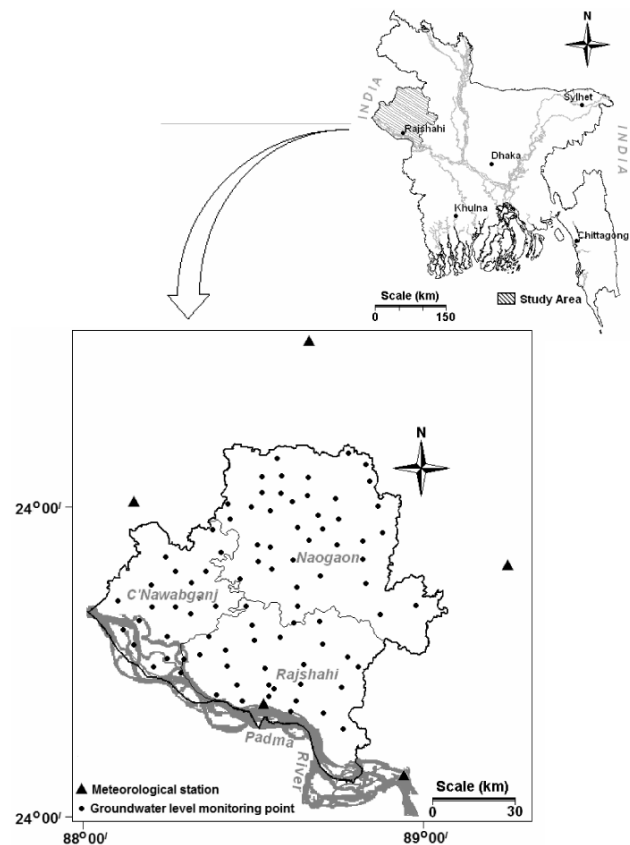 N
INDIA
Sylhet
Rajshahi
INDIA
Dhaka
Khulna
Chittagong
Scale (km)
0 150
Study Area
N
24°00'
Naogaon
C'Nawabganj
Rajshahi
Padma
River
Meteorological station
Groundwater level monitoring point
Scale (km)
0 30
24°00'
88°00' 89°00'